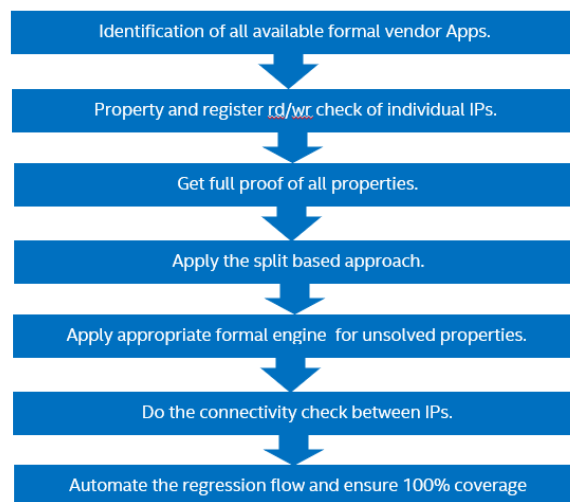 Identification of all available formal vendor Apps.
Property and register rd/wr check of individual IPs.
Get full proof of all properties.
Apply the split based approach.
Apply appropriate formal engine for unsolved properties.
Do the connectivity check between IPs.
Automate the regression flow and ensure 100% coverage